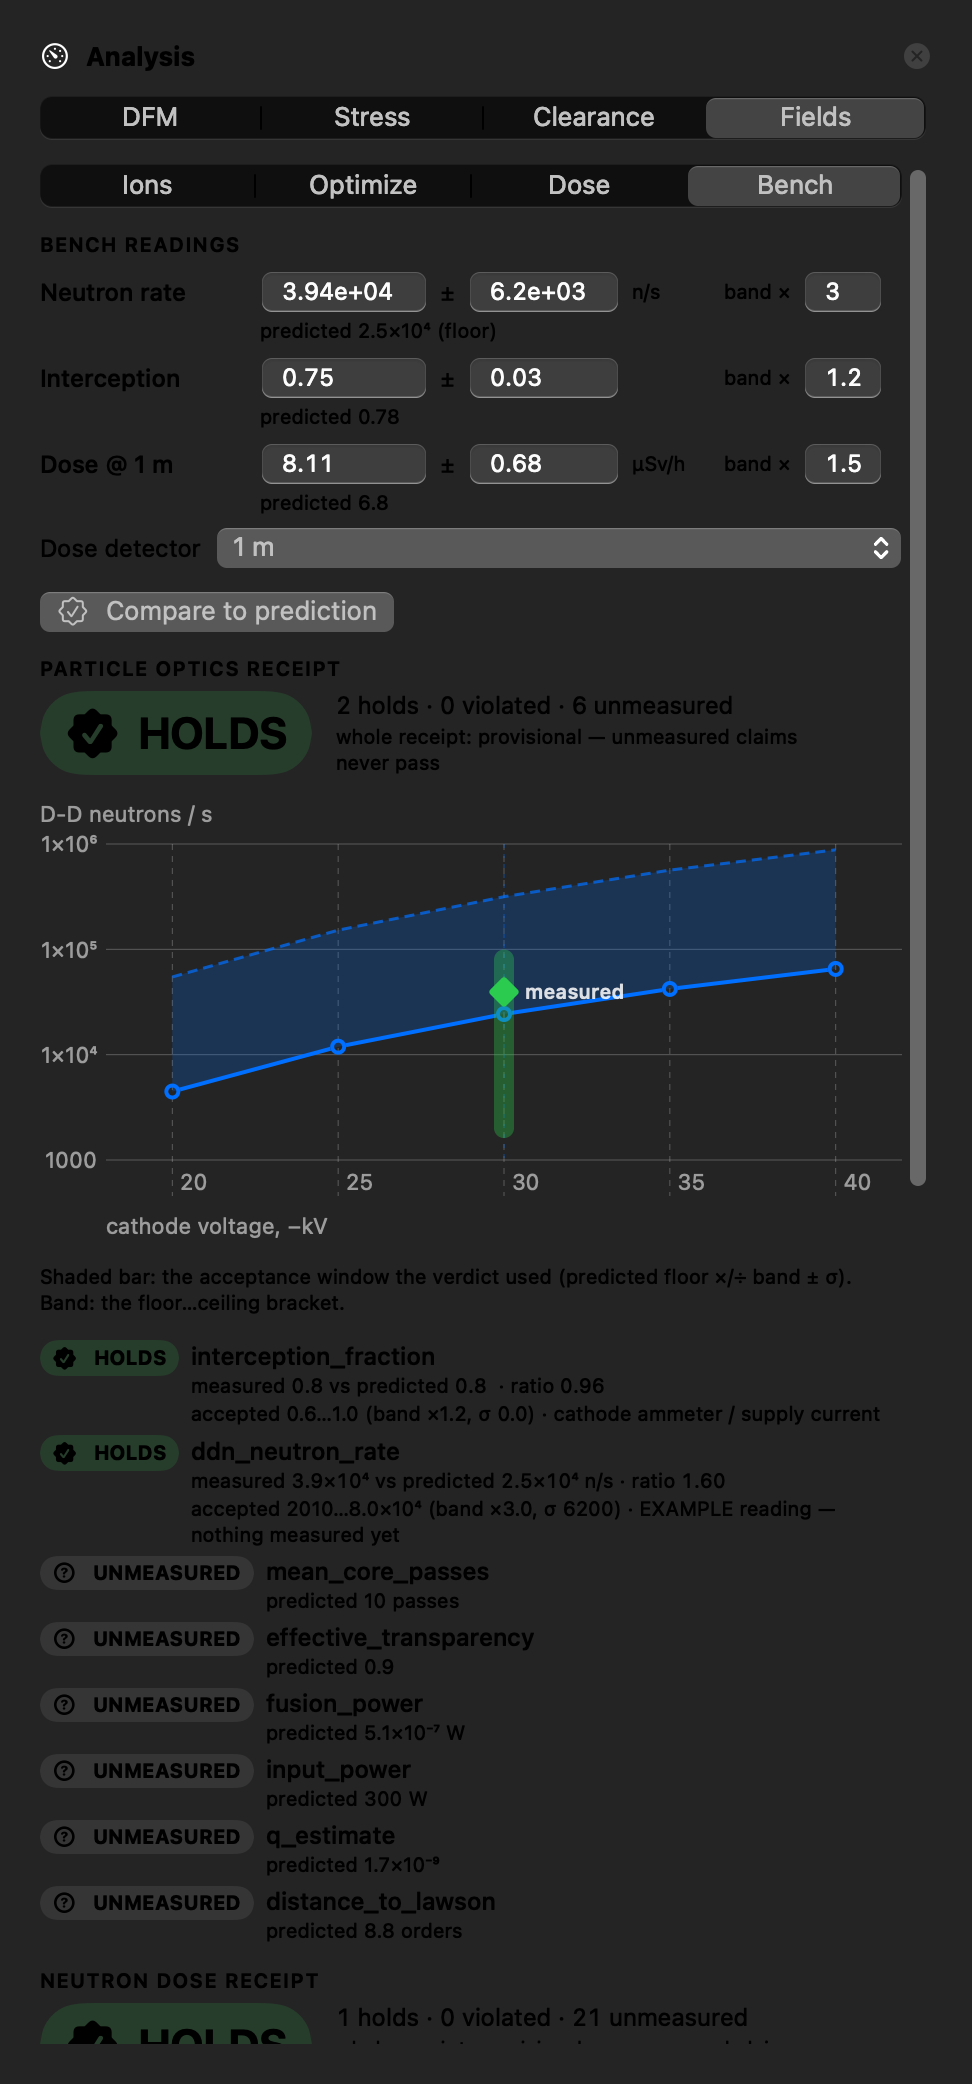 Analysis
DFM Stress Clearance Fields
Ions Optimize Dose Bench
BENCH READINGS
Neutron rate 3.94e+04 ± 6.2e+03 n/s band × 3
predicted 2.5×10⁴ (floor)
Interception 0.75 ± 0.03 band × 1.2
predicted 0.78
Dose @ 1 m 8.11 ± 0.68 µSv/h band × 1.5
predicted 6.8
Dose detector 1 m
Compare to prediction
PARTICLE OPTICS RECEIPT
HOLDS
2 holds · 0 violated · 6 unmeasured
whole receipt: provisional — unmeasured claims
never pass
D-D neutrons / s
1×10⁶
1×10⁵
measured
1×10⁴
1000
20 25 30 35 40
cathode voltage, −kV
Shaded bar: the acceptance window the verdict used (predicted floor ×/÷ band ± σ).
Band: the floor…ceiling bracket.
HOLDS interception_fraction
measured 0.8 vs predicted 0.8 · ratio 0.96
accepted 0.6…1.0 (band ×1.2, σ 0.0) · cathode ammeter / supply current
HOLDS ddn_neutron_rate
measured 3.9×10⁴ vs predicted 2.5×10⁴ n/s · ratio 1.60
accepted 2010…8.0×10⁴ (band ×3.0, σ 6200) · EXAMPLE reading —
nothing measured yet
UNMEASURED mean_core_passes
predicted 10 passes
UNMEASURED effective_transparency
predicted 0.9
UNMEASURED fusion_power
predicted 5.1×10⁻⁷ W
UNMEASURED input_power
predicted 300 W
UNMEASURED q_estimate
predicted 1.7×10⁻⁹
UNMEASURED distance_to_lawson
predicted 8.8 orders
NEUTRON DOSE RECEIPT
HOLDS
1 holds · 0 violated · 21 unmeasured